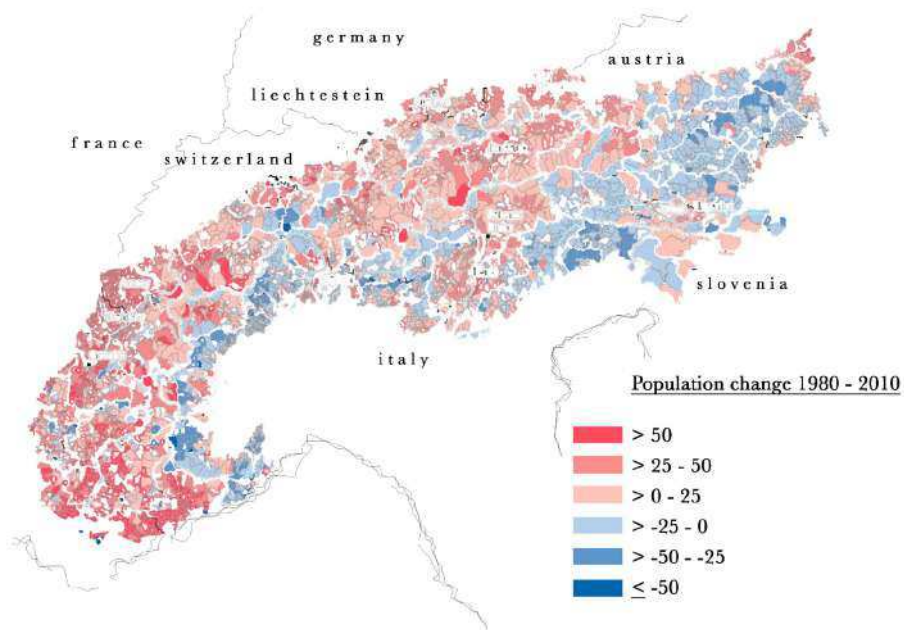 germany
austria
liechtestein
france
switzerland
slovenia
italy
Population change 1980 - 2010
> 50
> 25 - 50
> 0 - 25
> -25 - 0
> -50 - -25
≤ -50